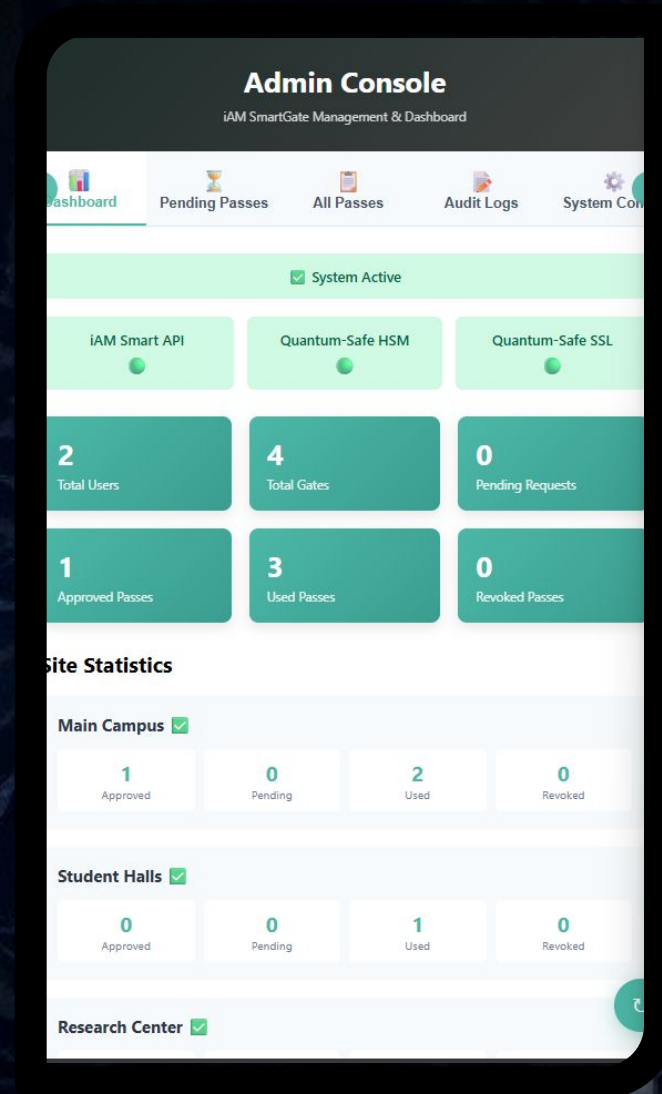 Admin Console
iAM SmartGate Management & Dashboard
ashboard
Pending Passes
All Passes
Audit Logs
System Con
System Active
iAM Smart API
Quantum-Safe HSM
Quantum-Safe SSL
2
Total Users
4
Total Gates
0
Pending Requests
1
Approved Passes
3
Used Passes
0
Revoked Passes
Site Statistics
Main Campus
1
Approved
0
Pending
2
Used
0
Revoked
Student Halls
0
Approved
0
Pending
1
Used
0
Revoked
Research Center